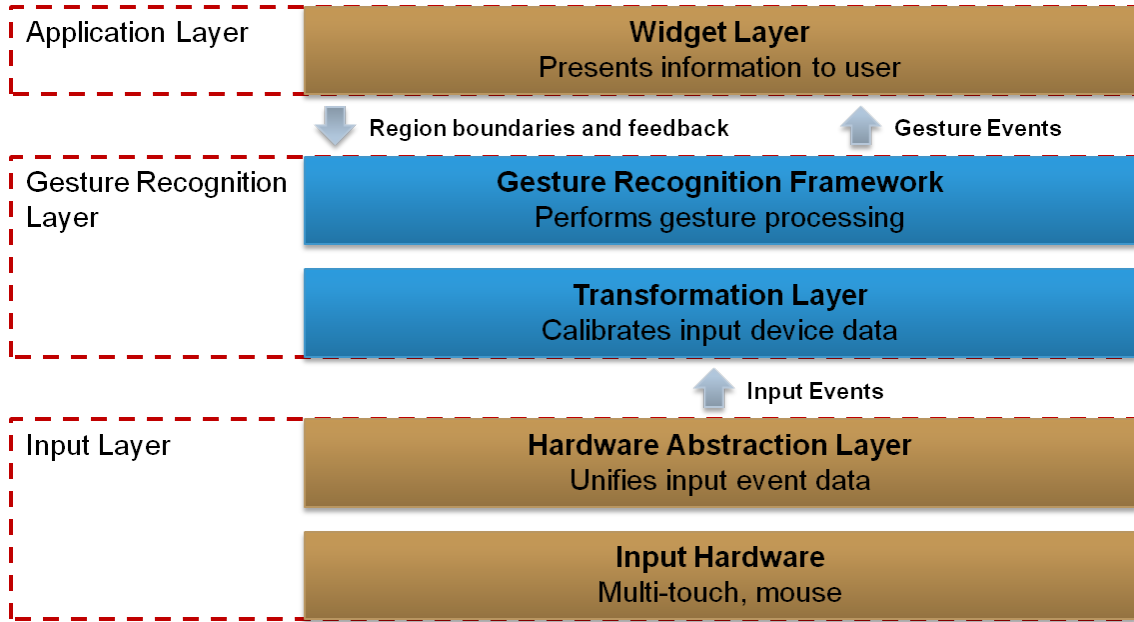 Application Layer
Widget Layer
Presents information to user
Region boundaries and feedback
Gesture Events
Gesture Recognition
Layer
Gesture Recognition Framework
Performs gesture processing
Transformation Layer
Calibrates input device data
Input Events
Input Layer
Hardware Abstraction Layer
Unifies input event data
Input Hardware
Multi-touch, mouse